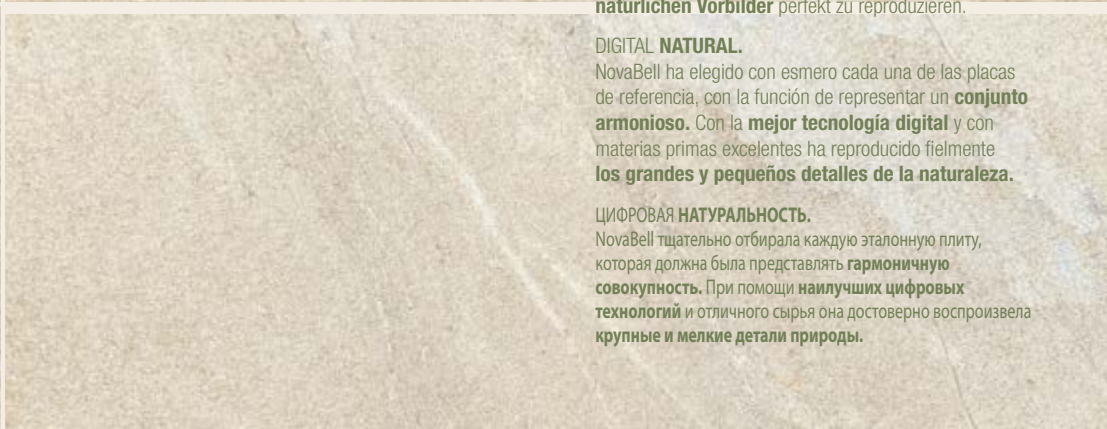 natürlichen Vorbilder perfekt zu reproduzieren.
DIGITAL NATURAL.
NovaBell ha elegido con esmero cada una de las placas
de referencia, con la función de representar un conjunto
armonioso. Con la mejor tecnología digital y con
materias primas excelentes ha reproducido fielmente
los grandes y pequeños detalles de la naturaleza.
ЦИФРОВАЯ НАТУРАЛЬНОСТЬ.
NovaBell тщательно отбирала каждую эталонную плиту,
которая должна была представлять гармоничную
совокупность. При помощи наилучших цифровых
технологий и отличного сырья она достоверно воспроизвела
крупные и мелкие детали природы.